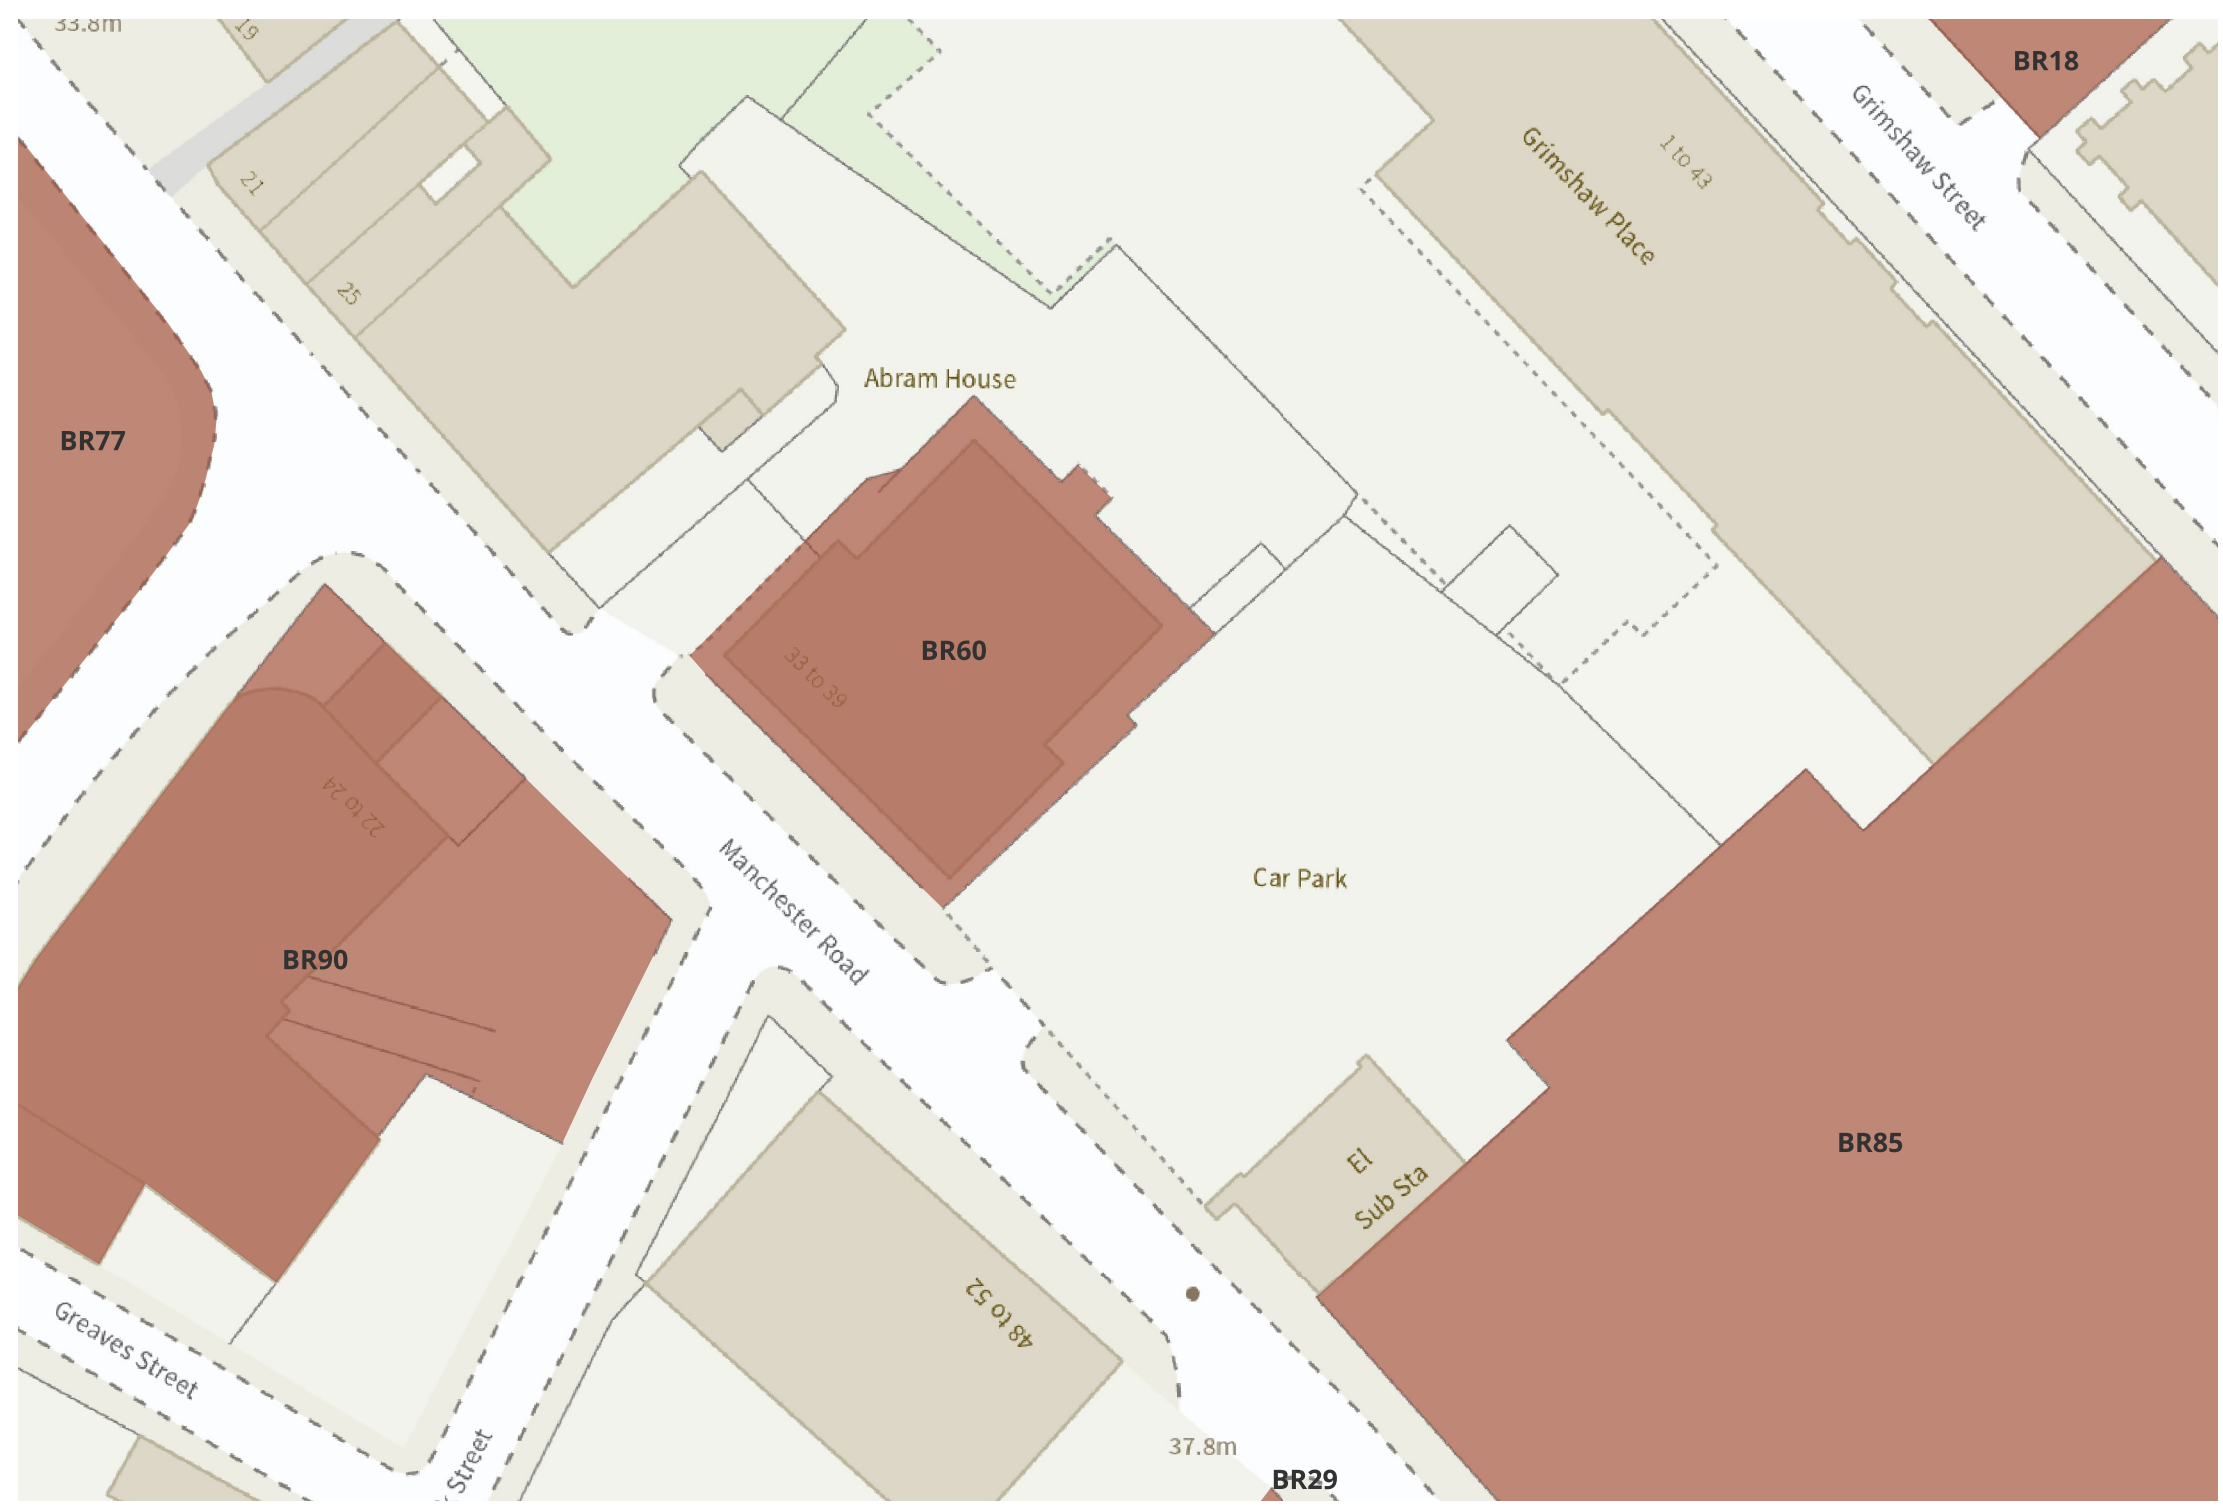 33.8m
19
BR18
Grimshaw Street
1 to 43
Grimshaw Place
21
25
Abram House
BR77
BR60
33 to 39
22 to 24
Manchester Road
Car Park
BR90
BR85
El
Sub Sta
48 to 52
Greaves Street
Street
37.8m
BR29